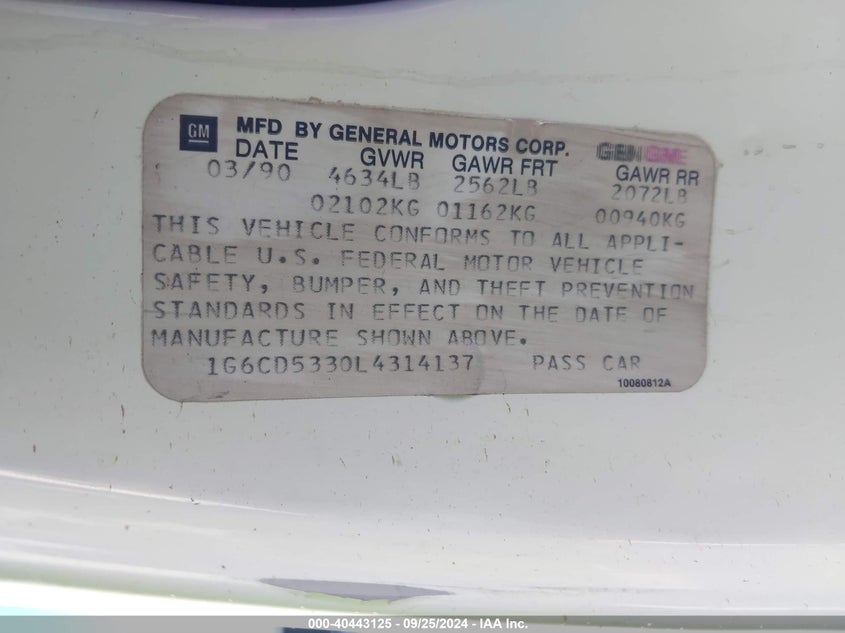 GM MFD BY GENERAL MOTORS CORP. GEN GME
DATE GVWR GAWR FRT GAWR RR
03/90 4634LB 2562LB 2072LB
02102KG 01162KG 00940KG
THIS VEHICLE CONFORMS TO ALL APPLI-
CABLE U.S. FEDERAL MOTOR VEHICLE
SAFETY, BUMPER, AND THEFT PREVENTION
STANDARDS IN EFFECT ON THE DATE OF
MANUFACTURE SHOWN ABOVE.
1G6CD5330L4314137 PASS CAR
10080812A
000-40443125 - 09/25/2024 - IAA Inc.